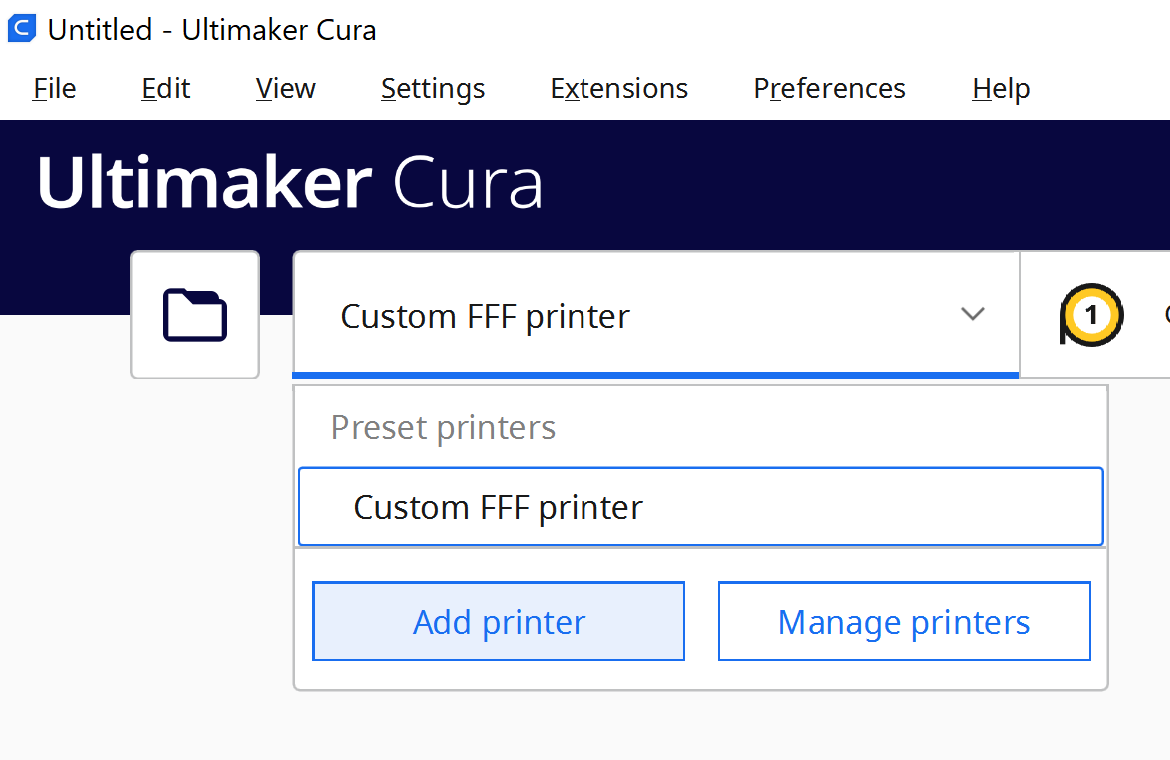 Untitled - Ultimaker Cura
File Edit View Settings Extensions Preferences Help
Ultimaker Cura
Custom FFF printer
1
Preset printers
Custom FFF printer
Add printer Manage printers